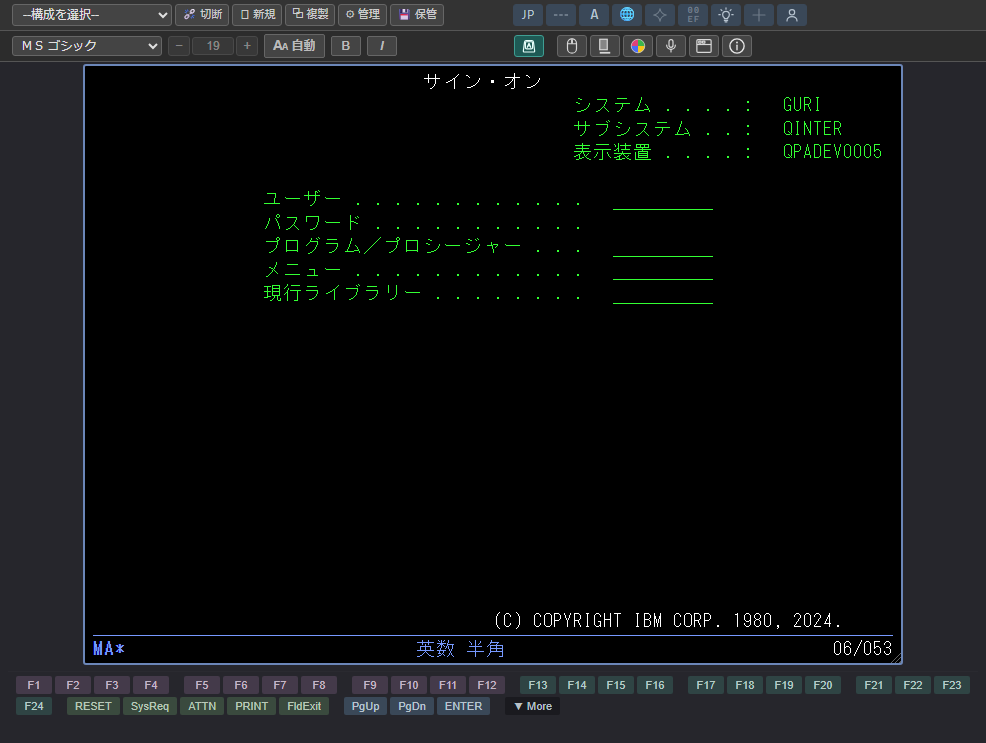 --構成を選択-- 切断 新規 複製 管理 保管 JP --- A 00 EF
MS ゴシック − 19 + AA 自動 B I A
サイン・オン
システム . . . . : GURI
サブシステム . . : QINTER
表示装置 . . . . : QPADEV0005
ユーザー . . . . . . . . . . . .
パスワード . . . . . . . . . . .
プログラム/プロシージャー . . .
メニュー . . . . . . . . . . . .
現行ライブラリー . . . . . . . .
(C) COPYRIGHT IBM CORP. 1980, 2024.
MA* 英数 半角 06/053
F1 F2 F3 F4 F5 F6 F7 F8 F9 F10 F11 F12 F13 F14 F15 F16 F17 F18 F19 F20 F21 F22 F23
F24 RESET SysReq ATTN PRINT FldExit PgUp PgDn ENTER ▼ More